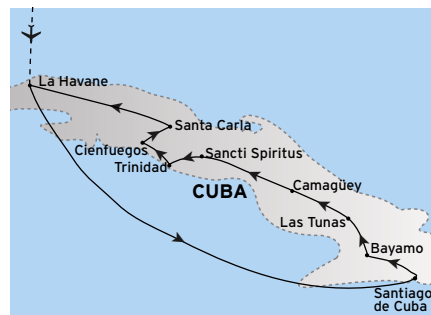 La Havane
Santa Carla
Cienfuegos
Sancti Spiritus
Trinidad
CUBA
Camagüey
Las Tunas
Bayamo
Santiago
de Cuba